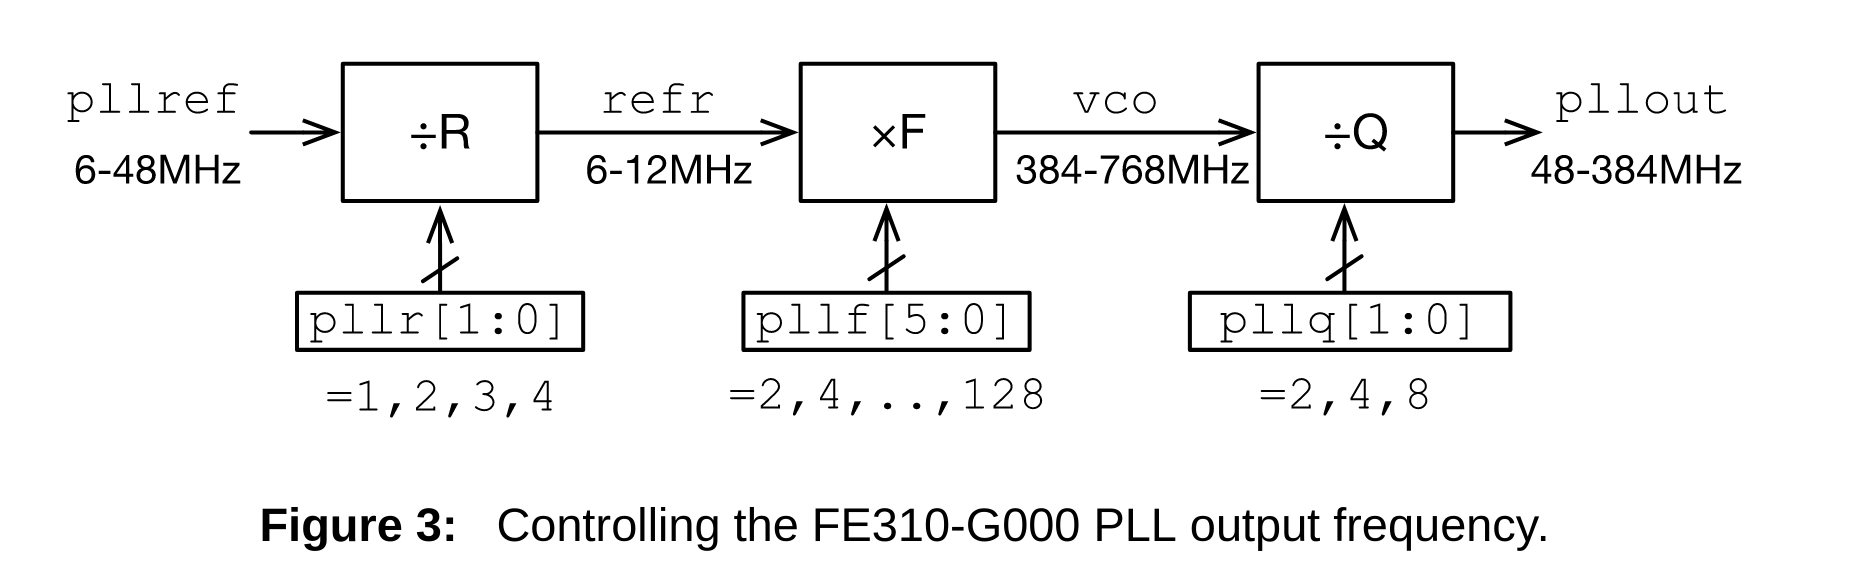 pllref
6-48MHz
÷R
refr
6-12MHz
×F
vco
384-768MHz
÷Q
pllout
48-384MHz
pllr[1:0]
pllf[5:0]
pllq[1:0]
=1,2,3,4
=2,4,..,128
=2,4,8
Figure 3: Controlling the FE310-G000 PLL output frequency.